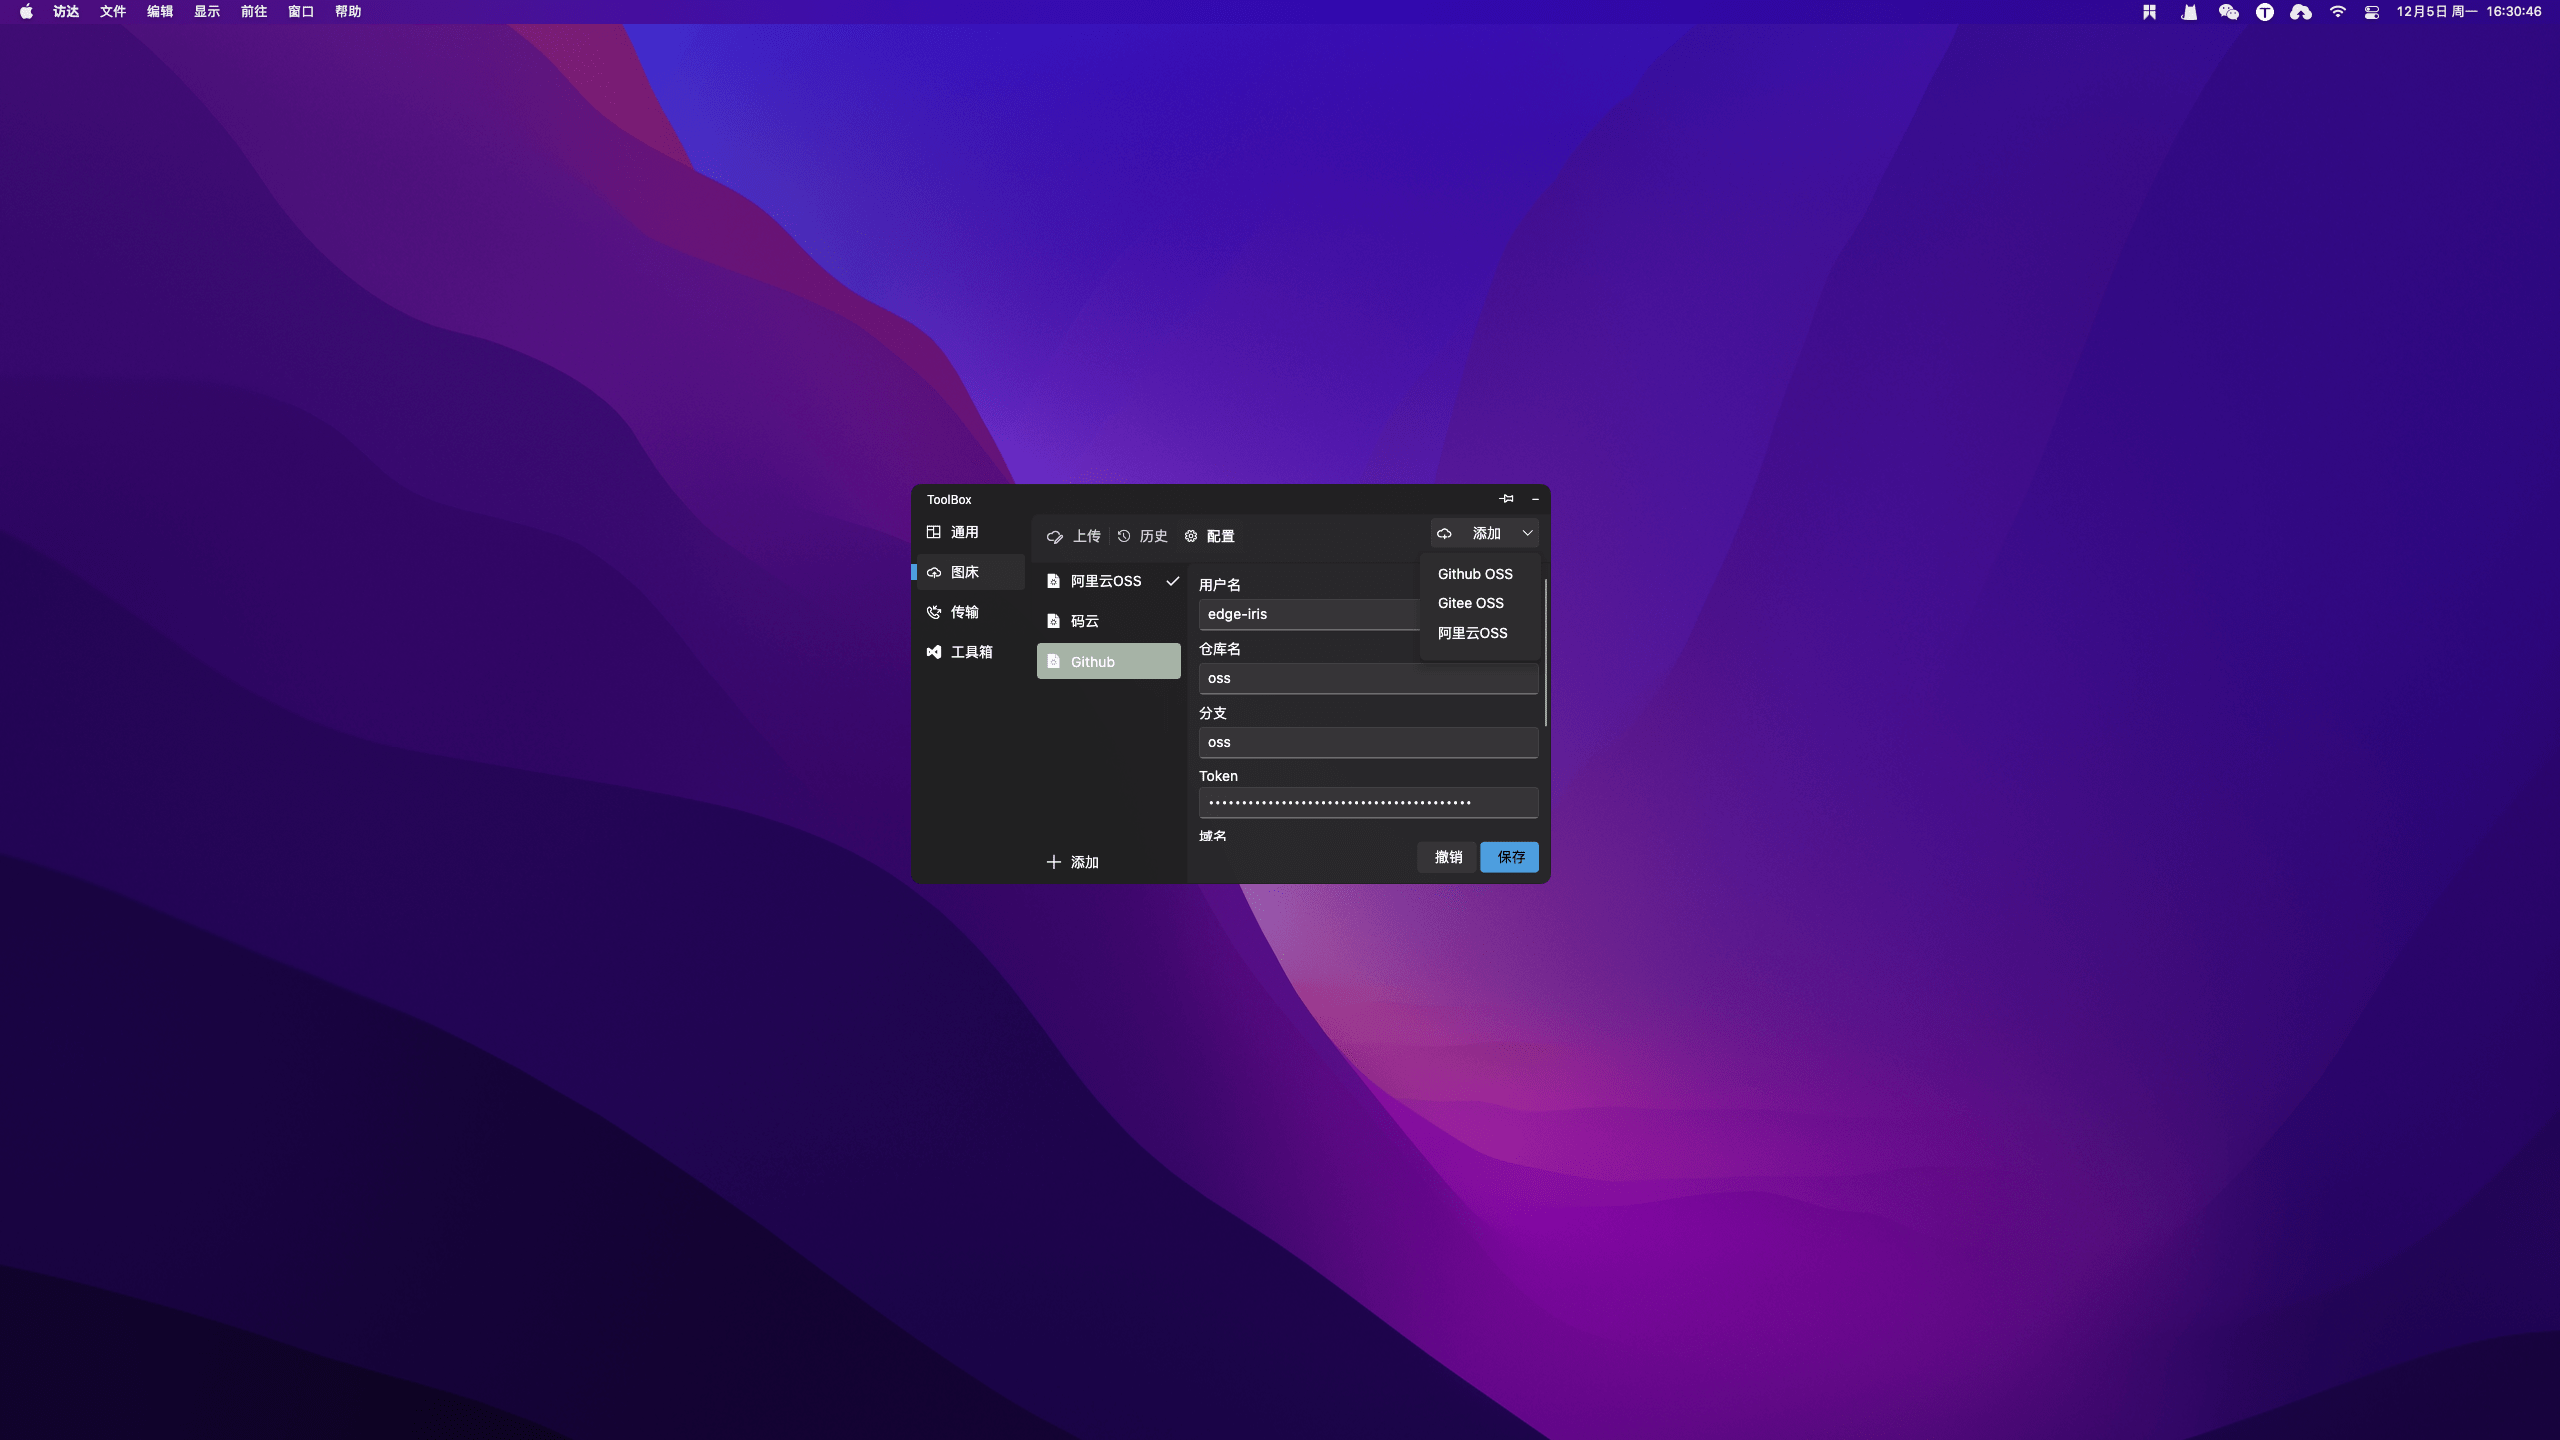 访达 文件 编辑 显示 前往 窗口 帮助 12月5日 周一 16:30:46
ToolBox
通用
图床
传输
工具箱
上传 历史 配置
添加
Github OSS
Gitee OSS
阿里云OSS
阿里云OSS
码云
Github
添加
用户名
edge-iris
仓库名
oss
分支
oss
Token
••••••••••••••••••••••••••••••••••••••••
域名
撤销 保存